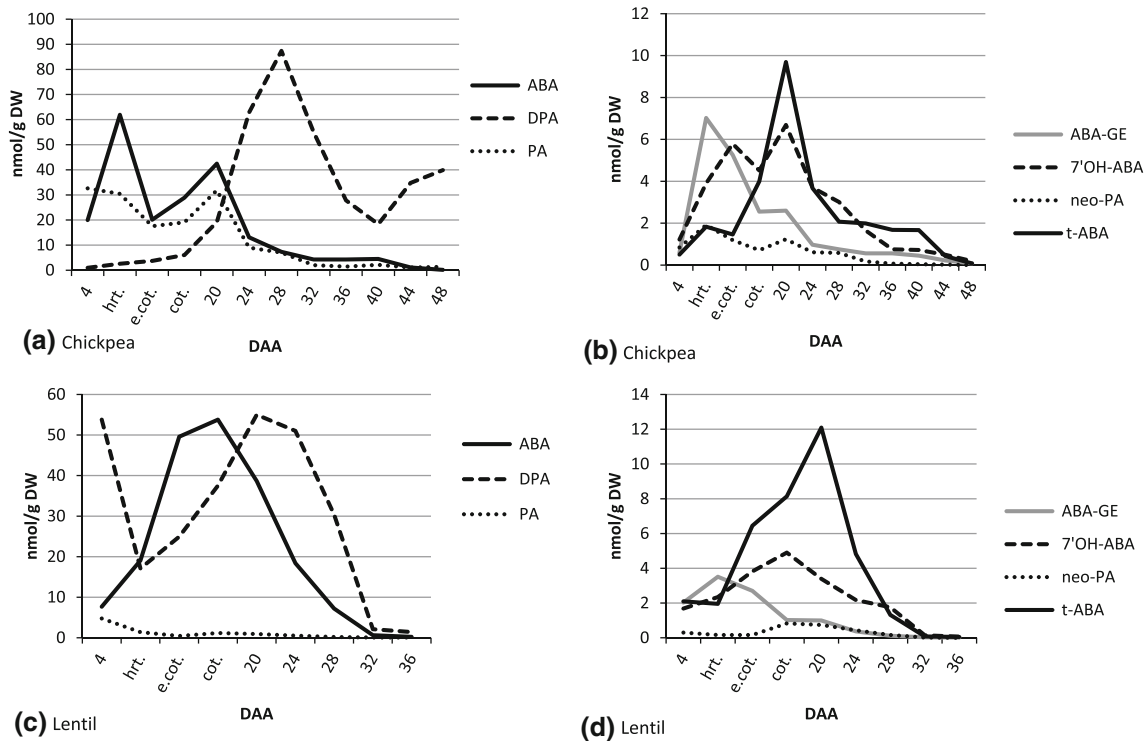 100
90
80
70
60
50
40
30
20
10
0
nmol/g DW
4
hrt.
e.cot.
cot.
20
24
28
32
36
40
44
48
DAA
ABA
DPA
PA
(a) Chickpea
12
10
8
6
4
2
0
nmol/g DW
4
hrt.
e.cot.
cot.
20
24
28
32
36
40
44
48
DAA
ABA-GE
7'OH-ABA
neo-PA
t-ABA
(b) Chickpea
60
50
40
30
20
10
0
nmol/g DW
4
hrt.
e.cot.
cot.
20
24
28
32
36
DAA
ABA
DPA
PA
(c) Lentil
14
12
10
8
6
4
2
0
nmol/g DW
4
hrt.
e.cot.
cot.
20
24
28
32
36
DAA
ABA-GE
7'OH-ABA
neo-PA
t-ABA
(d) Lentil